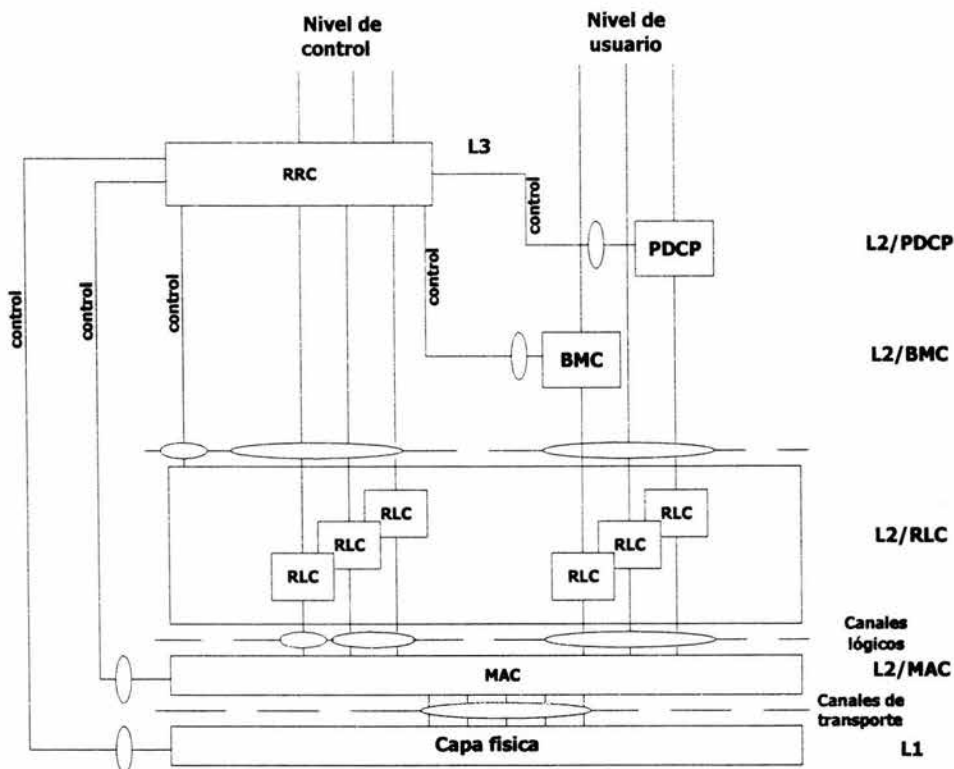 Nivel de
control
Nivel de
usuario
L3
RRC
control
control
control
control
control
PDCP
L2/PDCP
BMC
L2/BMC
RLC
RLC
RLC
RLC
RLC
RLC
L2/RLC
Canales
lógicos
MAC
L2/MAC
Canales de
transporte
Capa fisica
L1